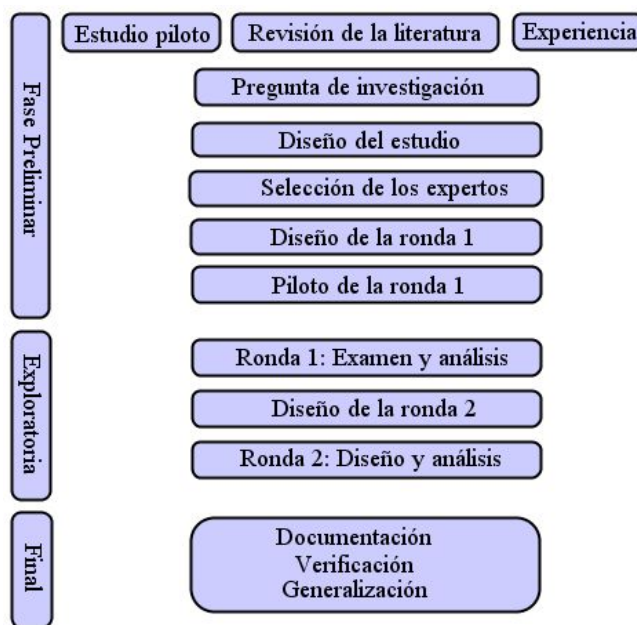 Estudio piloto
Revisión de la literatura
Experiencia
Fase Preliminar
Pregunta de investigación
Diseño del estudio
Selección de los expertos
Diseño de la ronda 1
Piloto de la ronda 1
Exploratoria
Ronda 1: Examen y análisis
Diseño de la ronda 2
Ronda 2: Diseño y análisis
Final
Documentación
Verificación
Generalización